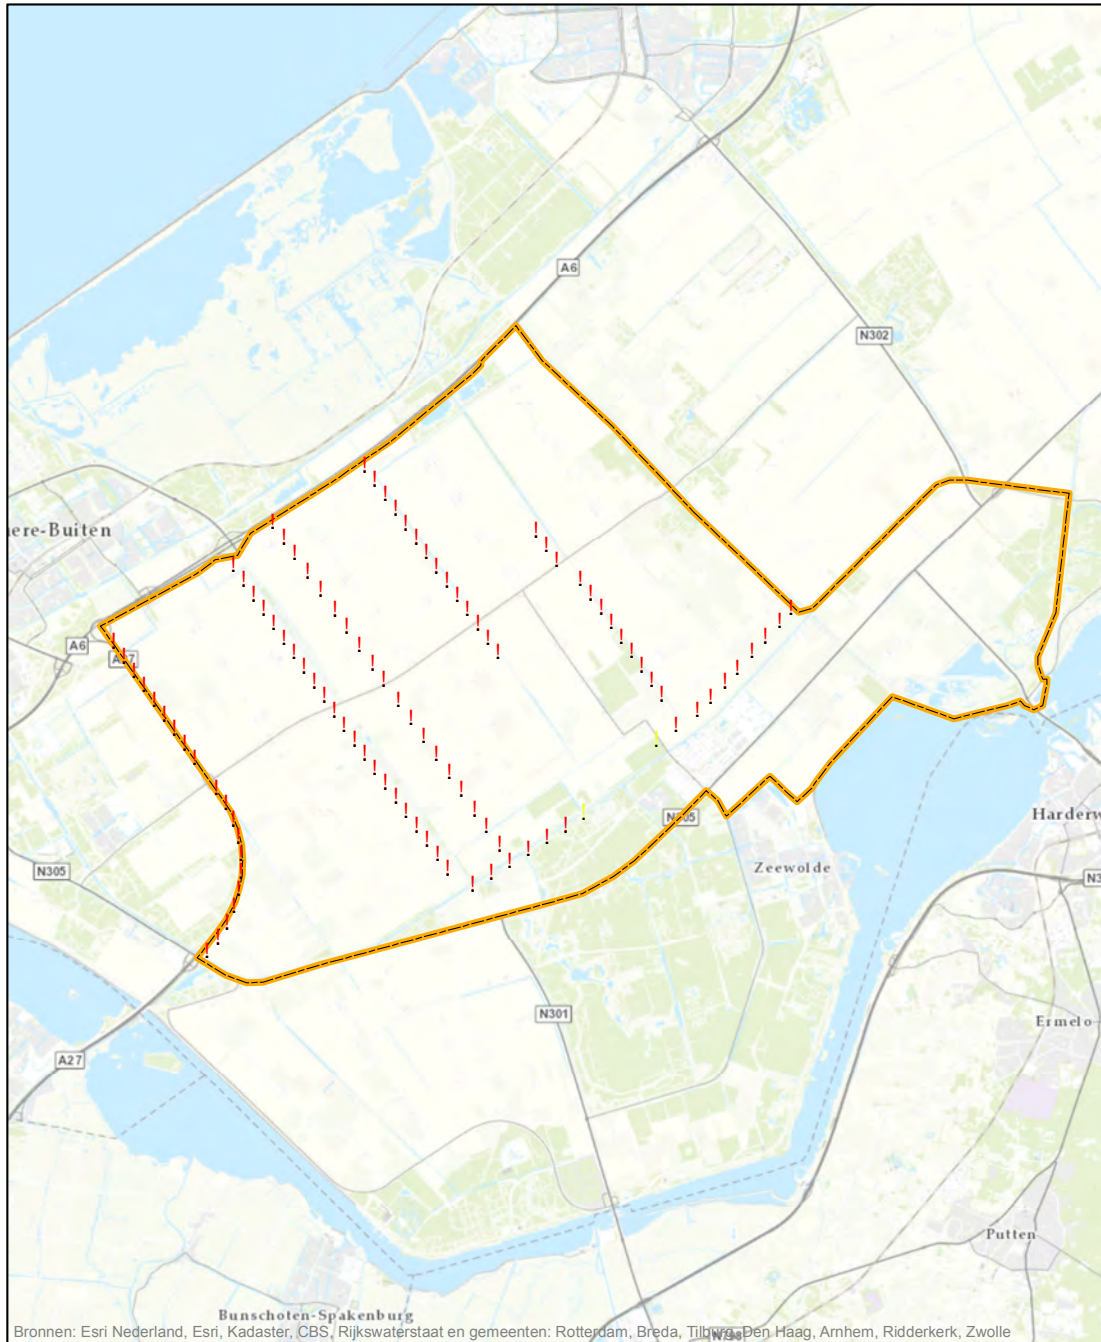 A6
N302
ere-Buiten
A6
A27
N305
N305
Harderw
Zeewolde
N3
N301
Ermelo
A27
Putten
Bunschoten-Spakenburg
Bronnen: Esri Nederland, Esri, Kadaster, CBS, Rijkswaterstaat en gemeenten: Rotterdam, Breda, Tilburg, Den Haag, Arnhem, Ridderkerk, Zwolle